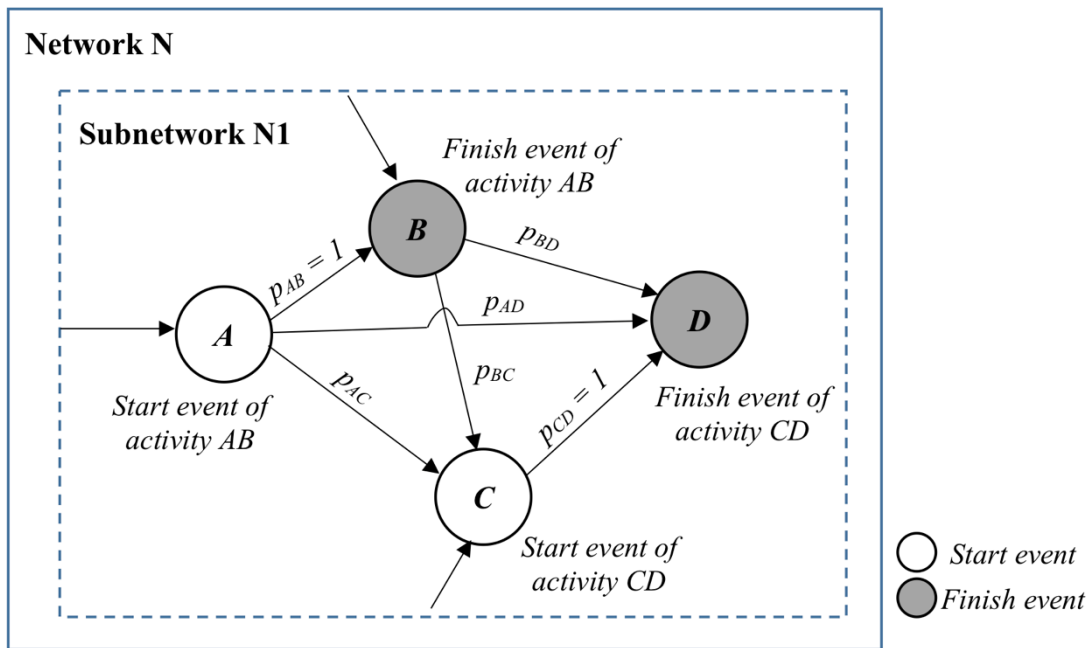 Network N
Subnetwork N1
Finish event of
activity AB
B
p_AB = 1
p_BD
A
p_AD
D
p_AC
p_BC
p_CD = 1
Start event of
activity AB
Finish event of
activity CD
C
Start event of
activity CD
Start event
Finish event